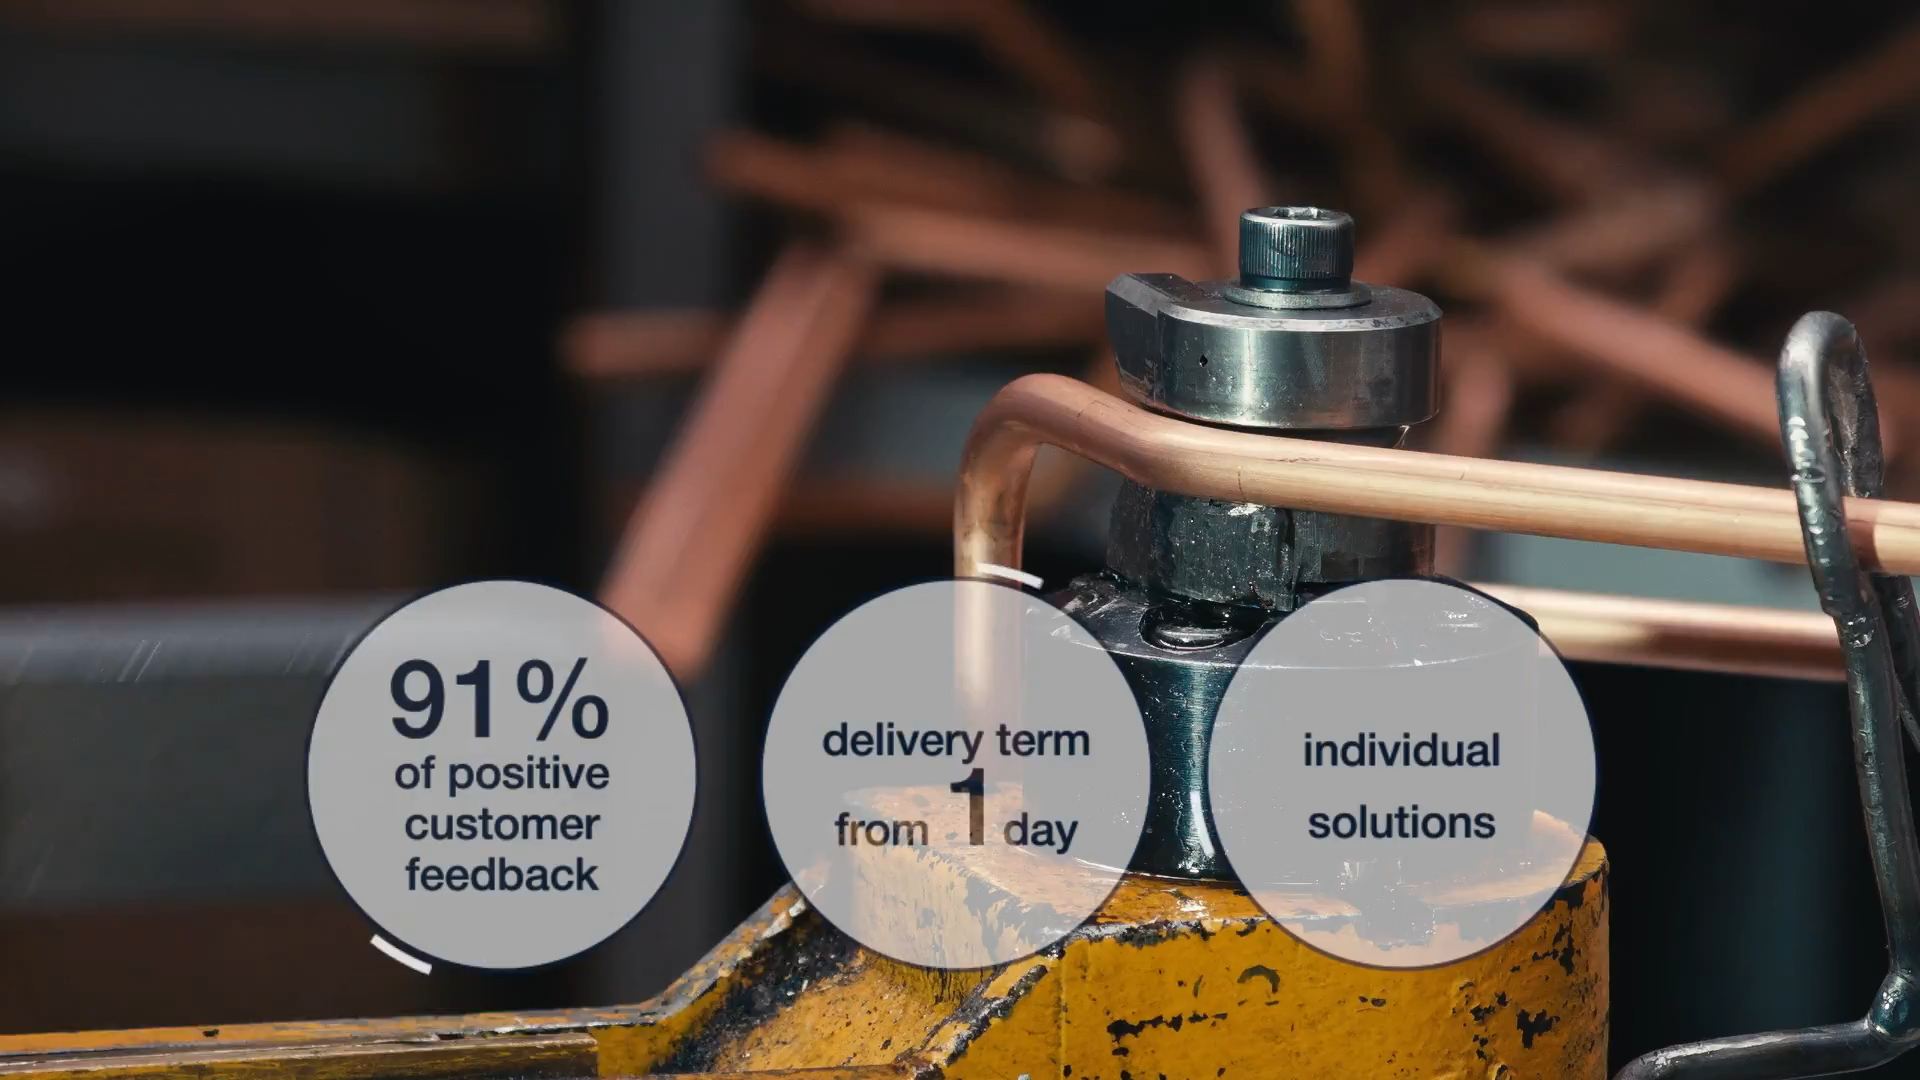 91%
of positive
customer
feedback
delivery term
from 1 day
individual
solutions